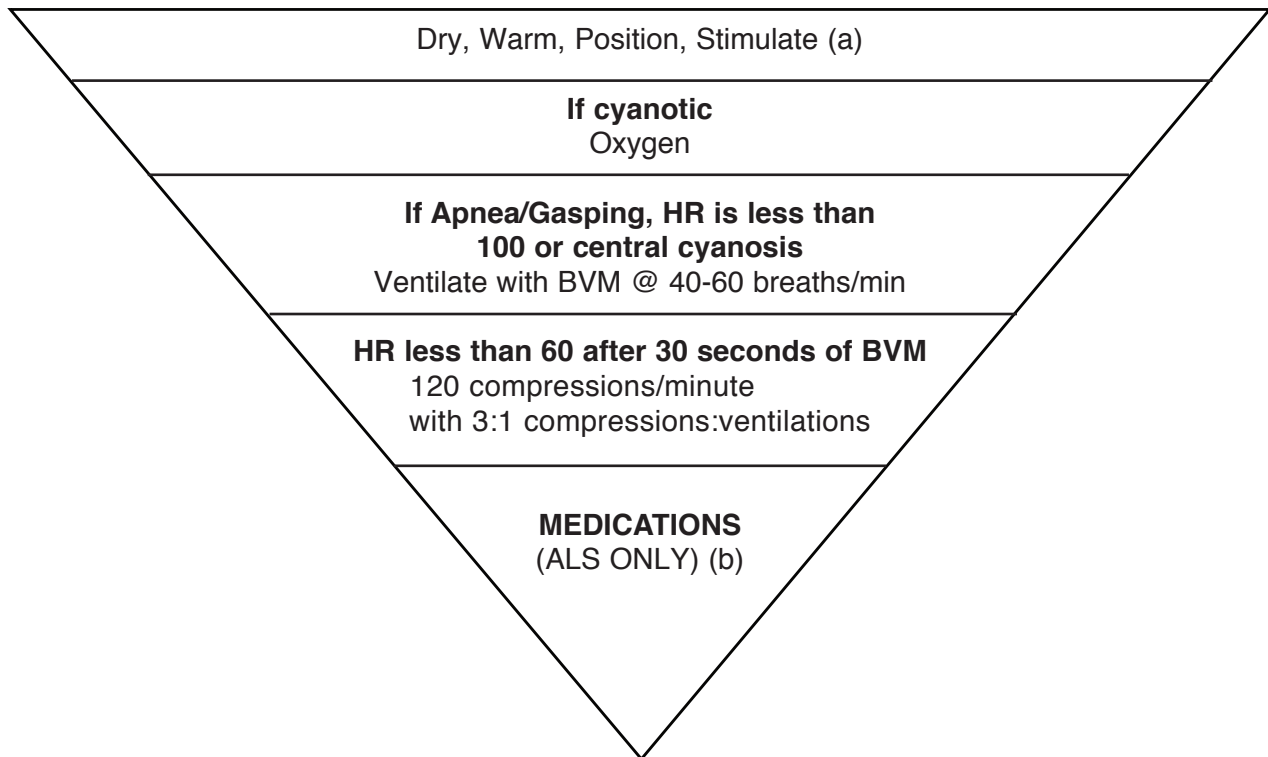 Dry, Warm, Position, Stimulate (a)
If cyanotic
Oxygen
If Apnea/Gasping, HR is less than
100 or central cyanosis
Ventilate with BVM @ 40-60 breaths/min
HR less than 60 after 30 seconds of BVM
120 compressions/minute
with 3:1 compressions:ventilations
MEDICATIONS
(ALS ONLY) (b)